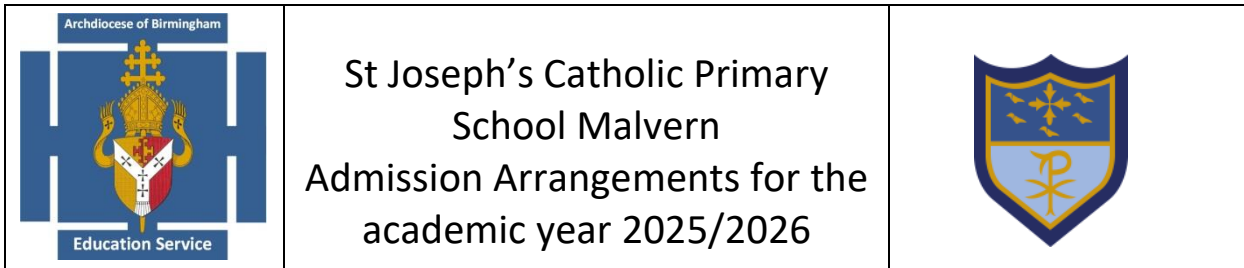 Archdiocese of Birmingham
Education Service
St Joseph’s Catholic Primary
School Malvern
Admission Arrangements for the
academic year 2025/2026